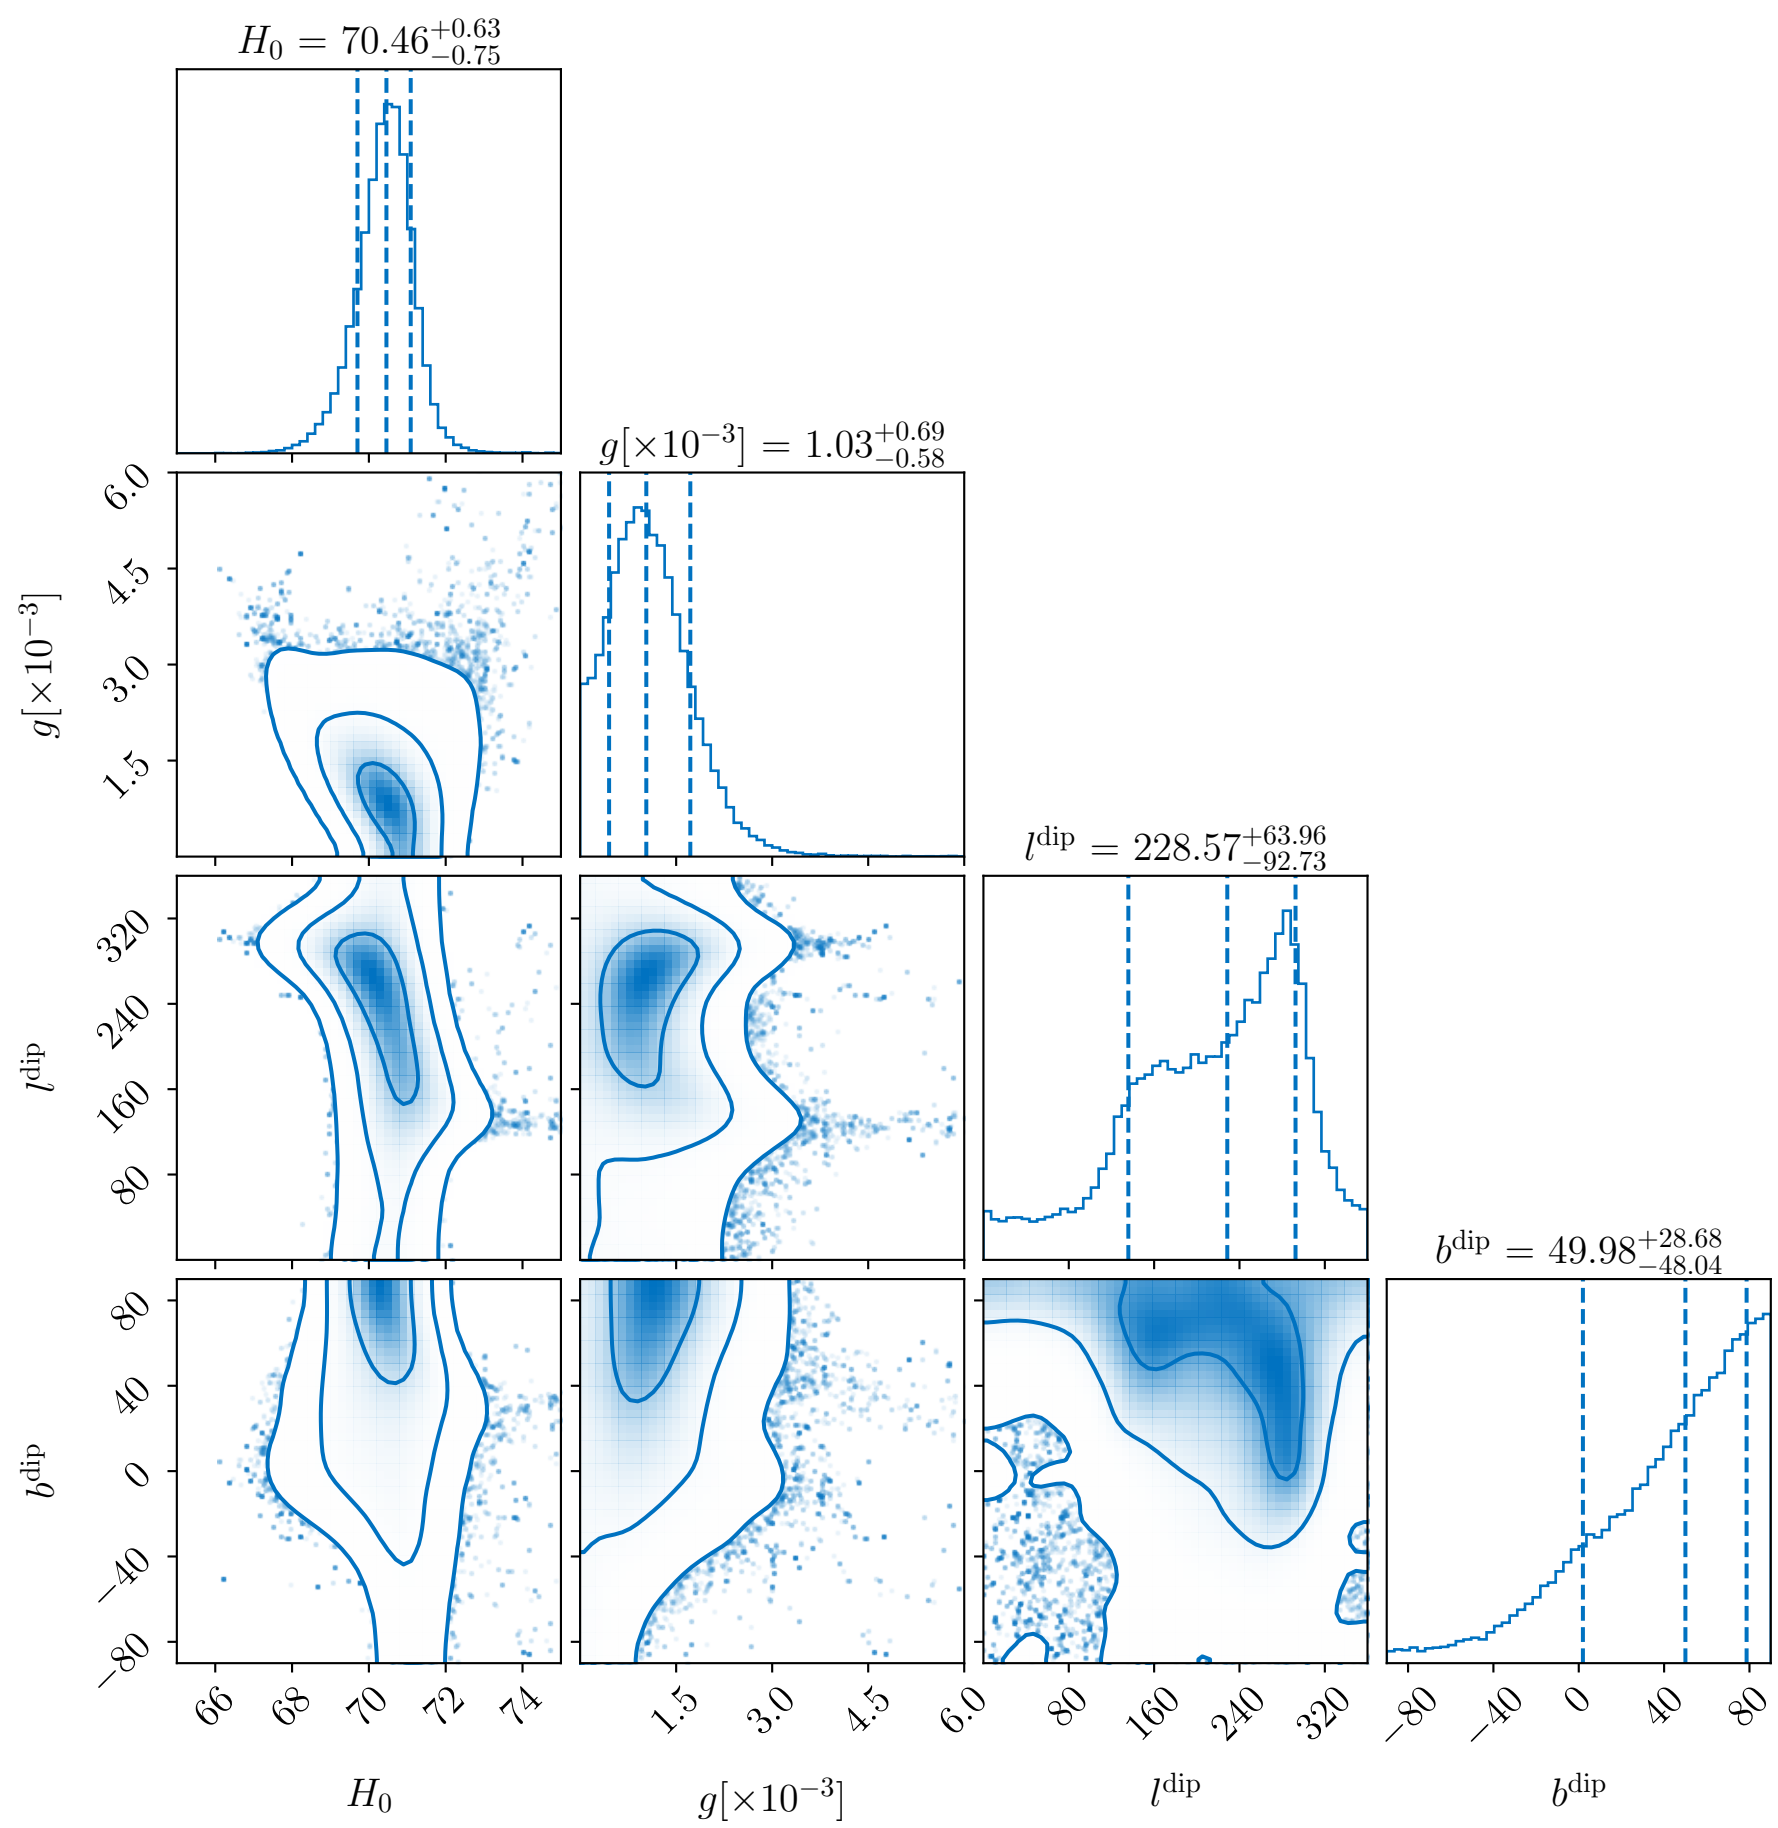 H₀ = 70.46+0.63−0.75
g[×10⁻³] = 1.03+0.69−0.58
l^dip = 228.57+63.96−92.73
b^dip = 49.98+28.68−48.04
g[×10⁻³]
6.0
4.5
3.0
1.5
l^dip
320
240
160
80
b^dip
80
40
0
−40
−80
66 68 70 72 74
1.5 3.0 4.5 6.0
80 160 240 320
−80 −40 0 40 80
H₀
g[×10⁻³]
l^dip
b^dip